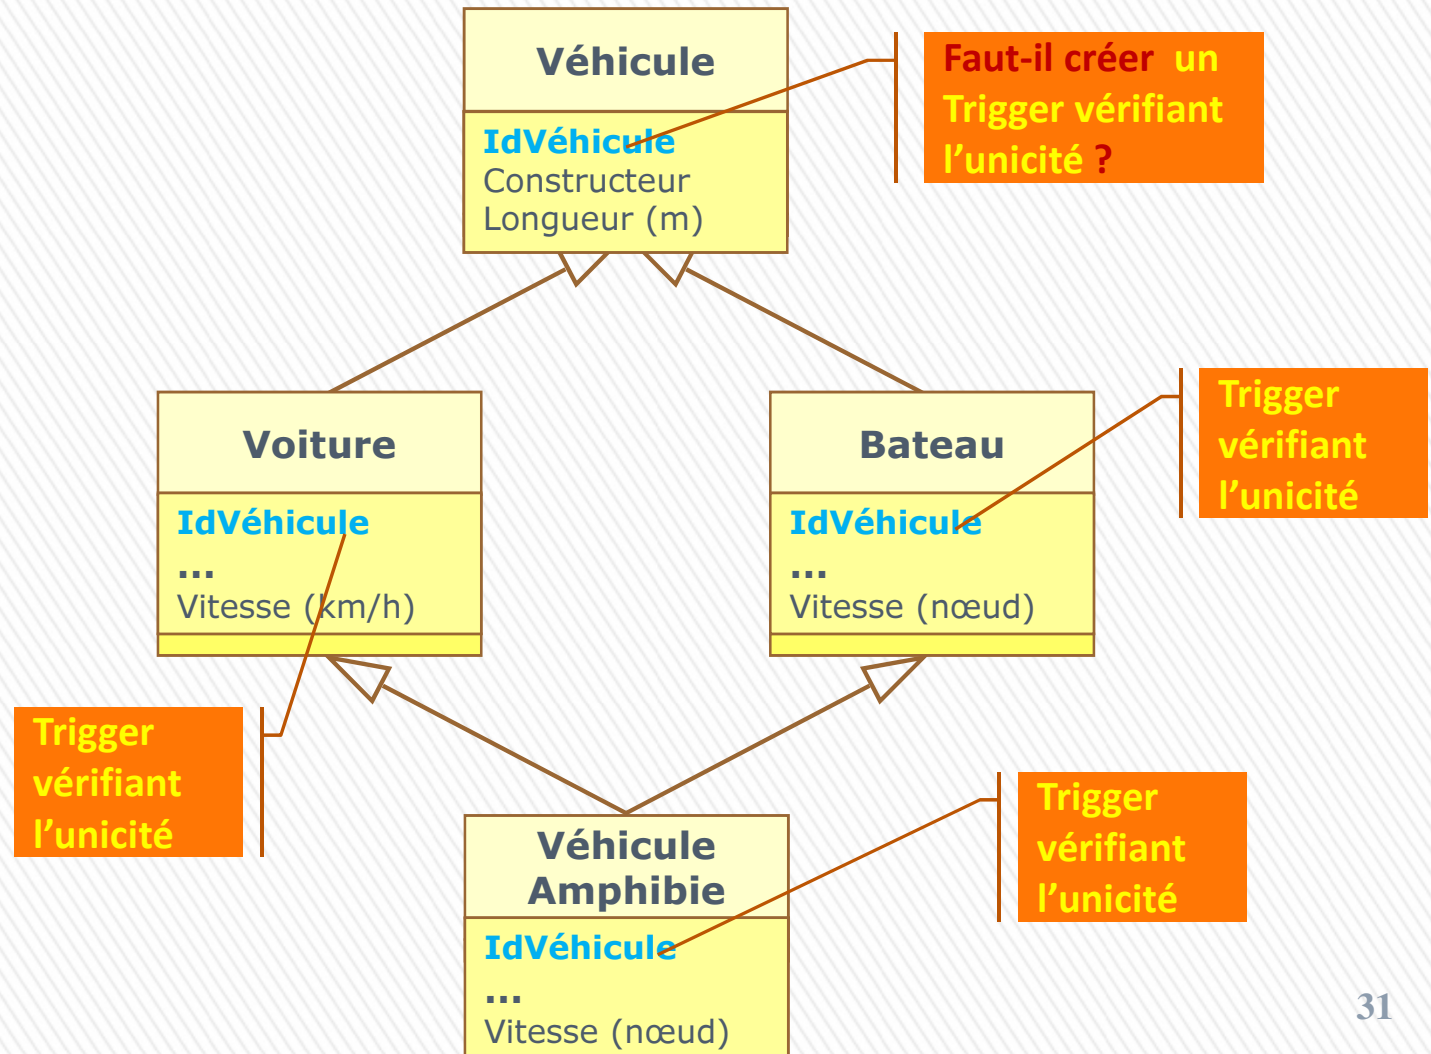 Véhicule
IdVéhicule
Constructeur
Longueur (m)
Faut-il créer un
Trigger vérifiant
l’unicité ?
Voiture
IdVéhicule
...
Vitesse (km/h)
Bateau
IdVéhicule
...
Vitesse (nœud)
Trigger
vérifiant
l’unicité
Trigger
vérifiant
l’unicité
Véhicule
Amphibie
IdVéhicule
...
Vitesse (nœud)
Trigger
vérifiant
l’unicité
31